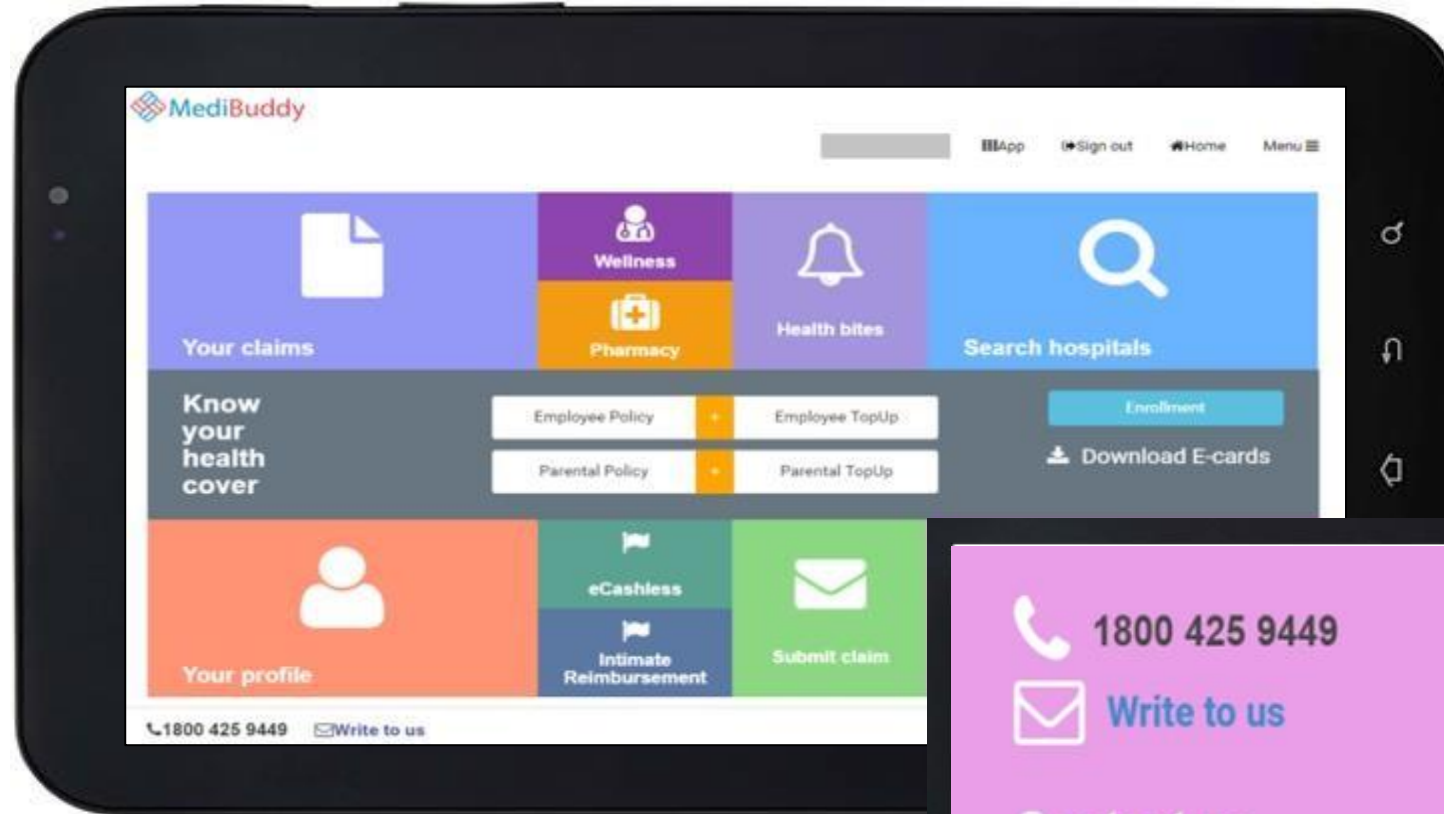 MediBuddy
App Sign out Home Menu
Wellness
Pharmacy
Health bites
Your claims
Search hospitals
Know
your
health
cover
Employee Policy + Employee TopUp
Parental Policy + Parental TopUp
Enrollment
Download E-cards
Your profile
eCashless
Intimate
Reimbursement
Submit claim
1800 425 9449 Write to us
1800 425 9449
Write to us